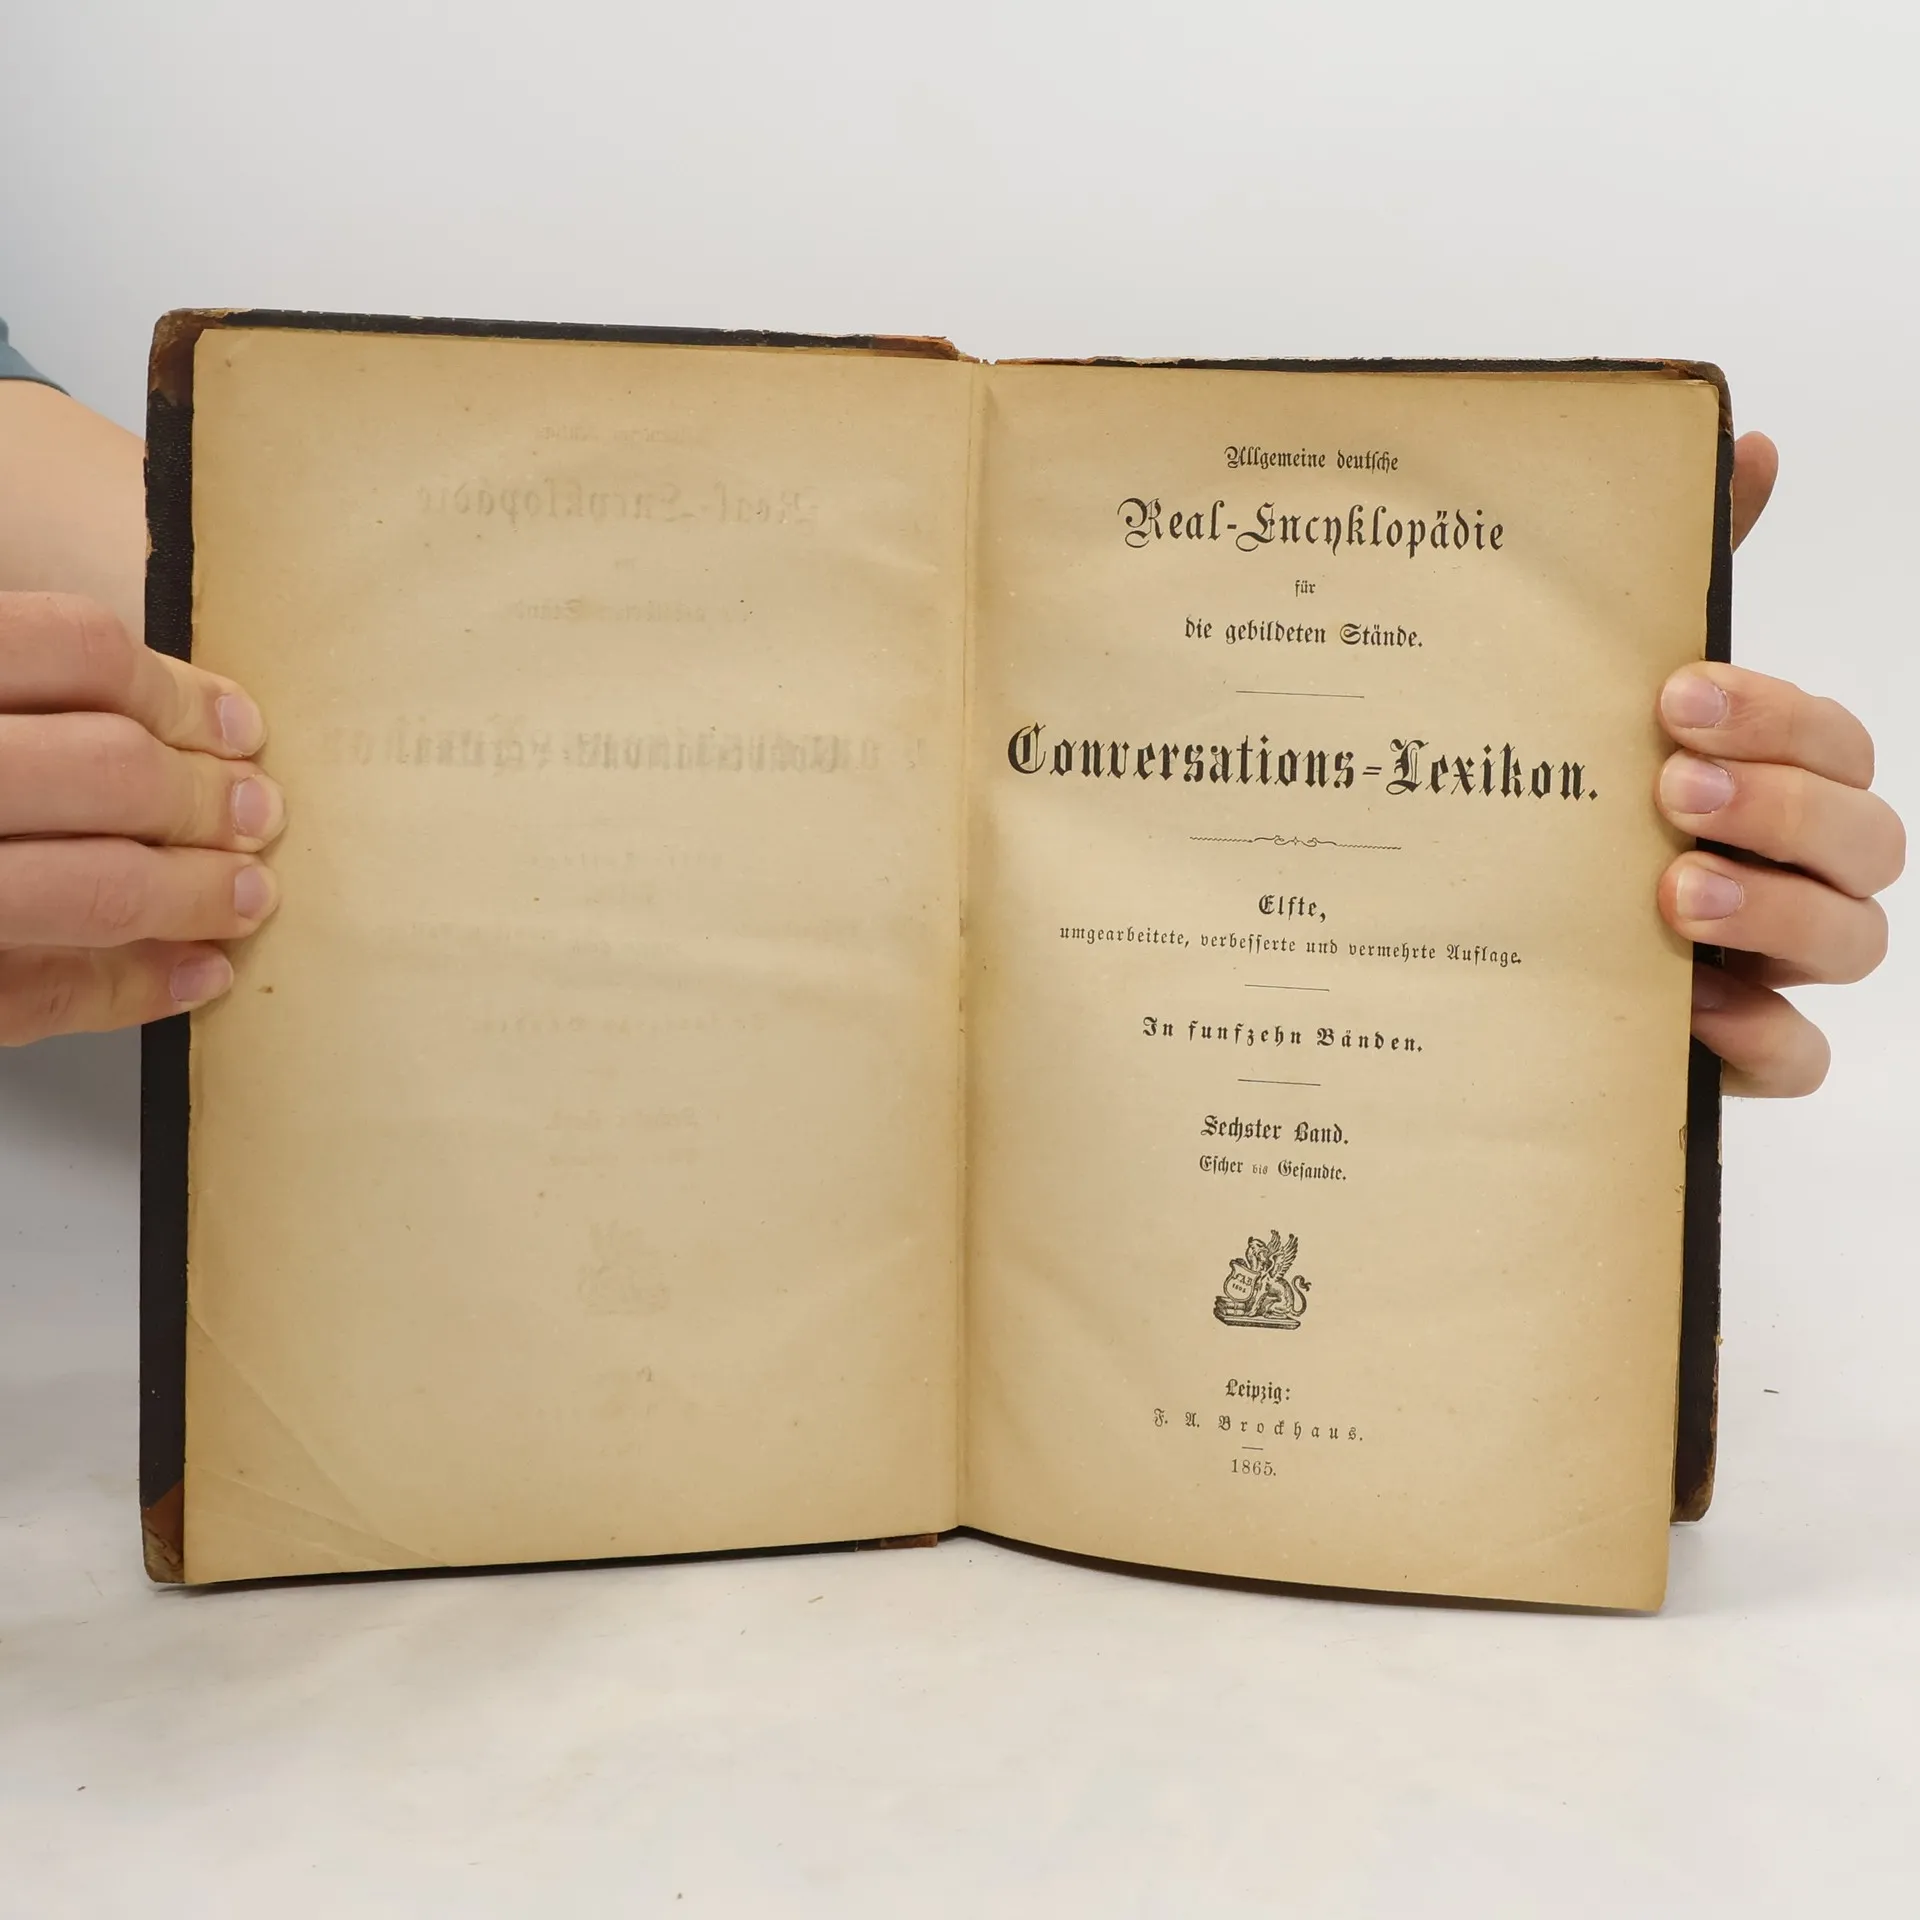 Allgemeine deutsche
Real-Encyklopädie
für
die gebildeten Stände.
Conversations-Lexikon.
Elfte,
umgearbeitete, verbesserte und vermehrte Auflage.
In funfzehn Bänden.
Sechster Band.
Escher bis Gesandte.
F.A.B.
Leipzig:
F. A. Brockhaus.
1865.